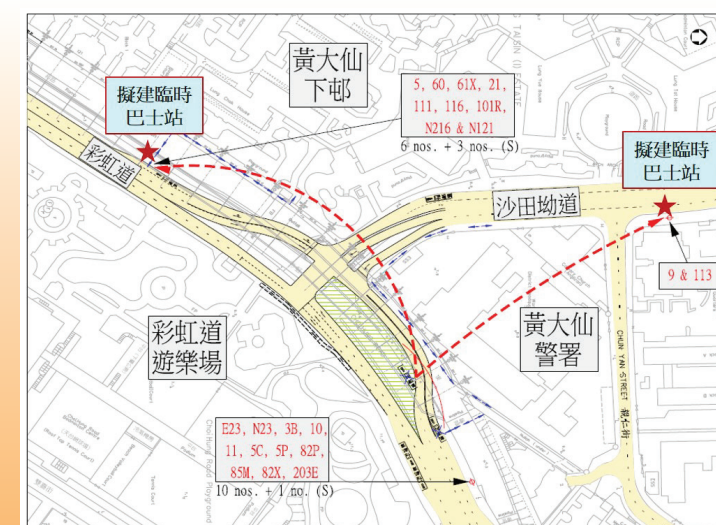 黃大仙
下邨
擬建臨時
巴士站
5, 60, 61X, 21,
111, 116, 101R,
N216 & N121
6 nos. + 3 nos. (S)
彩虹道
擬建臨時
巴士站
沙田坳道
9 & 113
彩虹道
遊樂場
黃大仙
警署
CHUN YAN STREET
E23, N23, 3B, 10,
11, 5C, 5P, 82P,
85M, 82X, 203E
10 nos. + 1 no. (S)